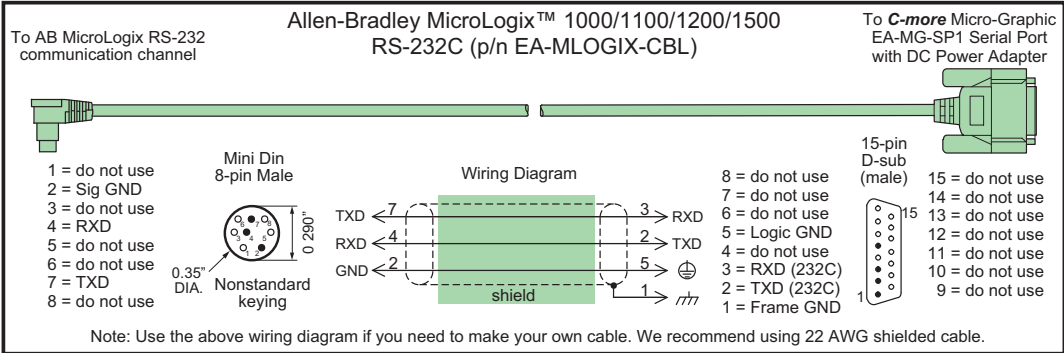 Allen-Bradley MicroLogix™ 1000/1100/1200/1500
RS-232C (p/n EA-MLOGIX-CBL)
To AB MicroLogix RS-232
communication channel
To C-more Micro-Graphic
EA-MG-SP1 Serial Port
with DC Power Adapter
1 = do not use
2 = Sig GND
3 = do not use
4 = RXD
5 = do not use
6 = do not use
7 = TXD
8 = do not use
Mini Din
8-pin Male
6 7 8
3 4 5
1 2
0 290"
0.35"
DIA.
Nonstandard
keying
Wiring Diagram
TXD 7 3 RXD
RXD 4 2 TXD
GND 2 5
1
shield
8 = do not use
7 = do not use
6 = do not use
5 = Logic GND
4 = do not use
3 = RXD (232C)
2 = TXD (232C)
1 = Frame GND
15-pin
D-sub
(male)
15
1
15 = do not use
14 = do not use
13 = do not use
12 = do not use
11 = do not use
10 = do not use
9 = do not use
Note: Use the above wiring diagram if you need to make your own cable. We recommend using 22 AWG shielded cable.